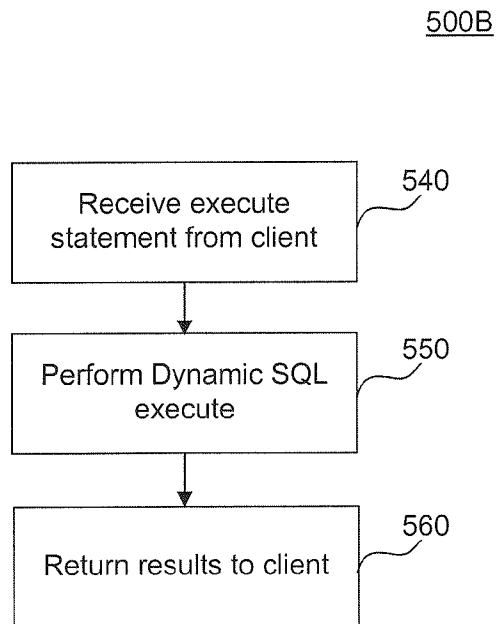 500B
540
Receive execute
statement from client
550
Perform Dynamic SQL
execute
560
Return results to client